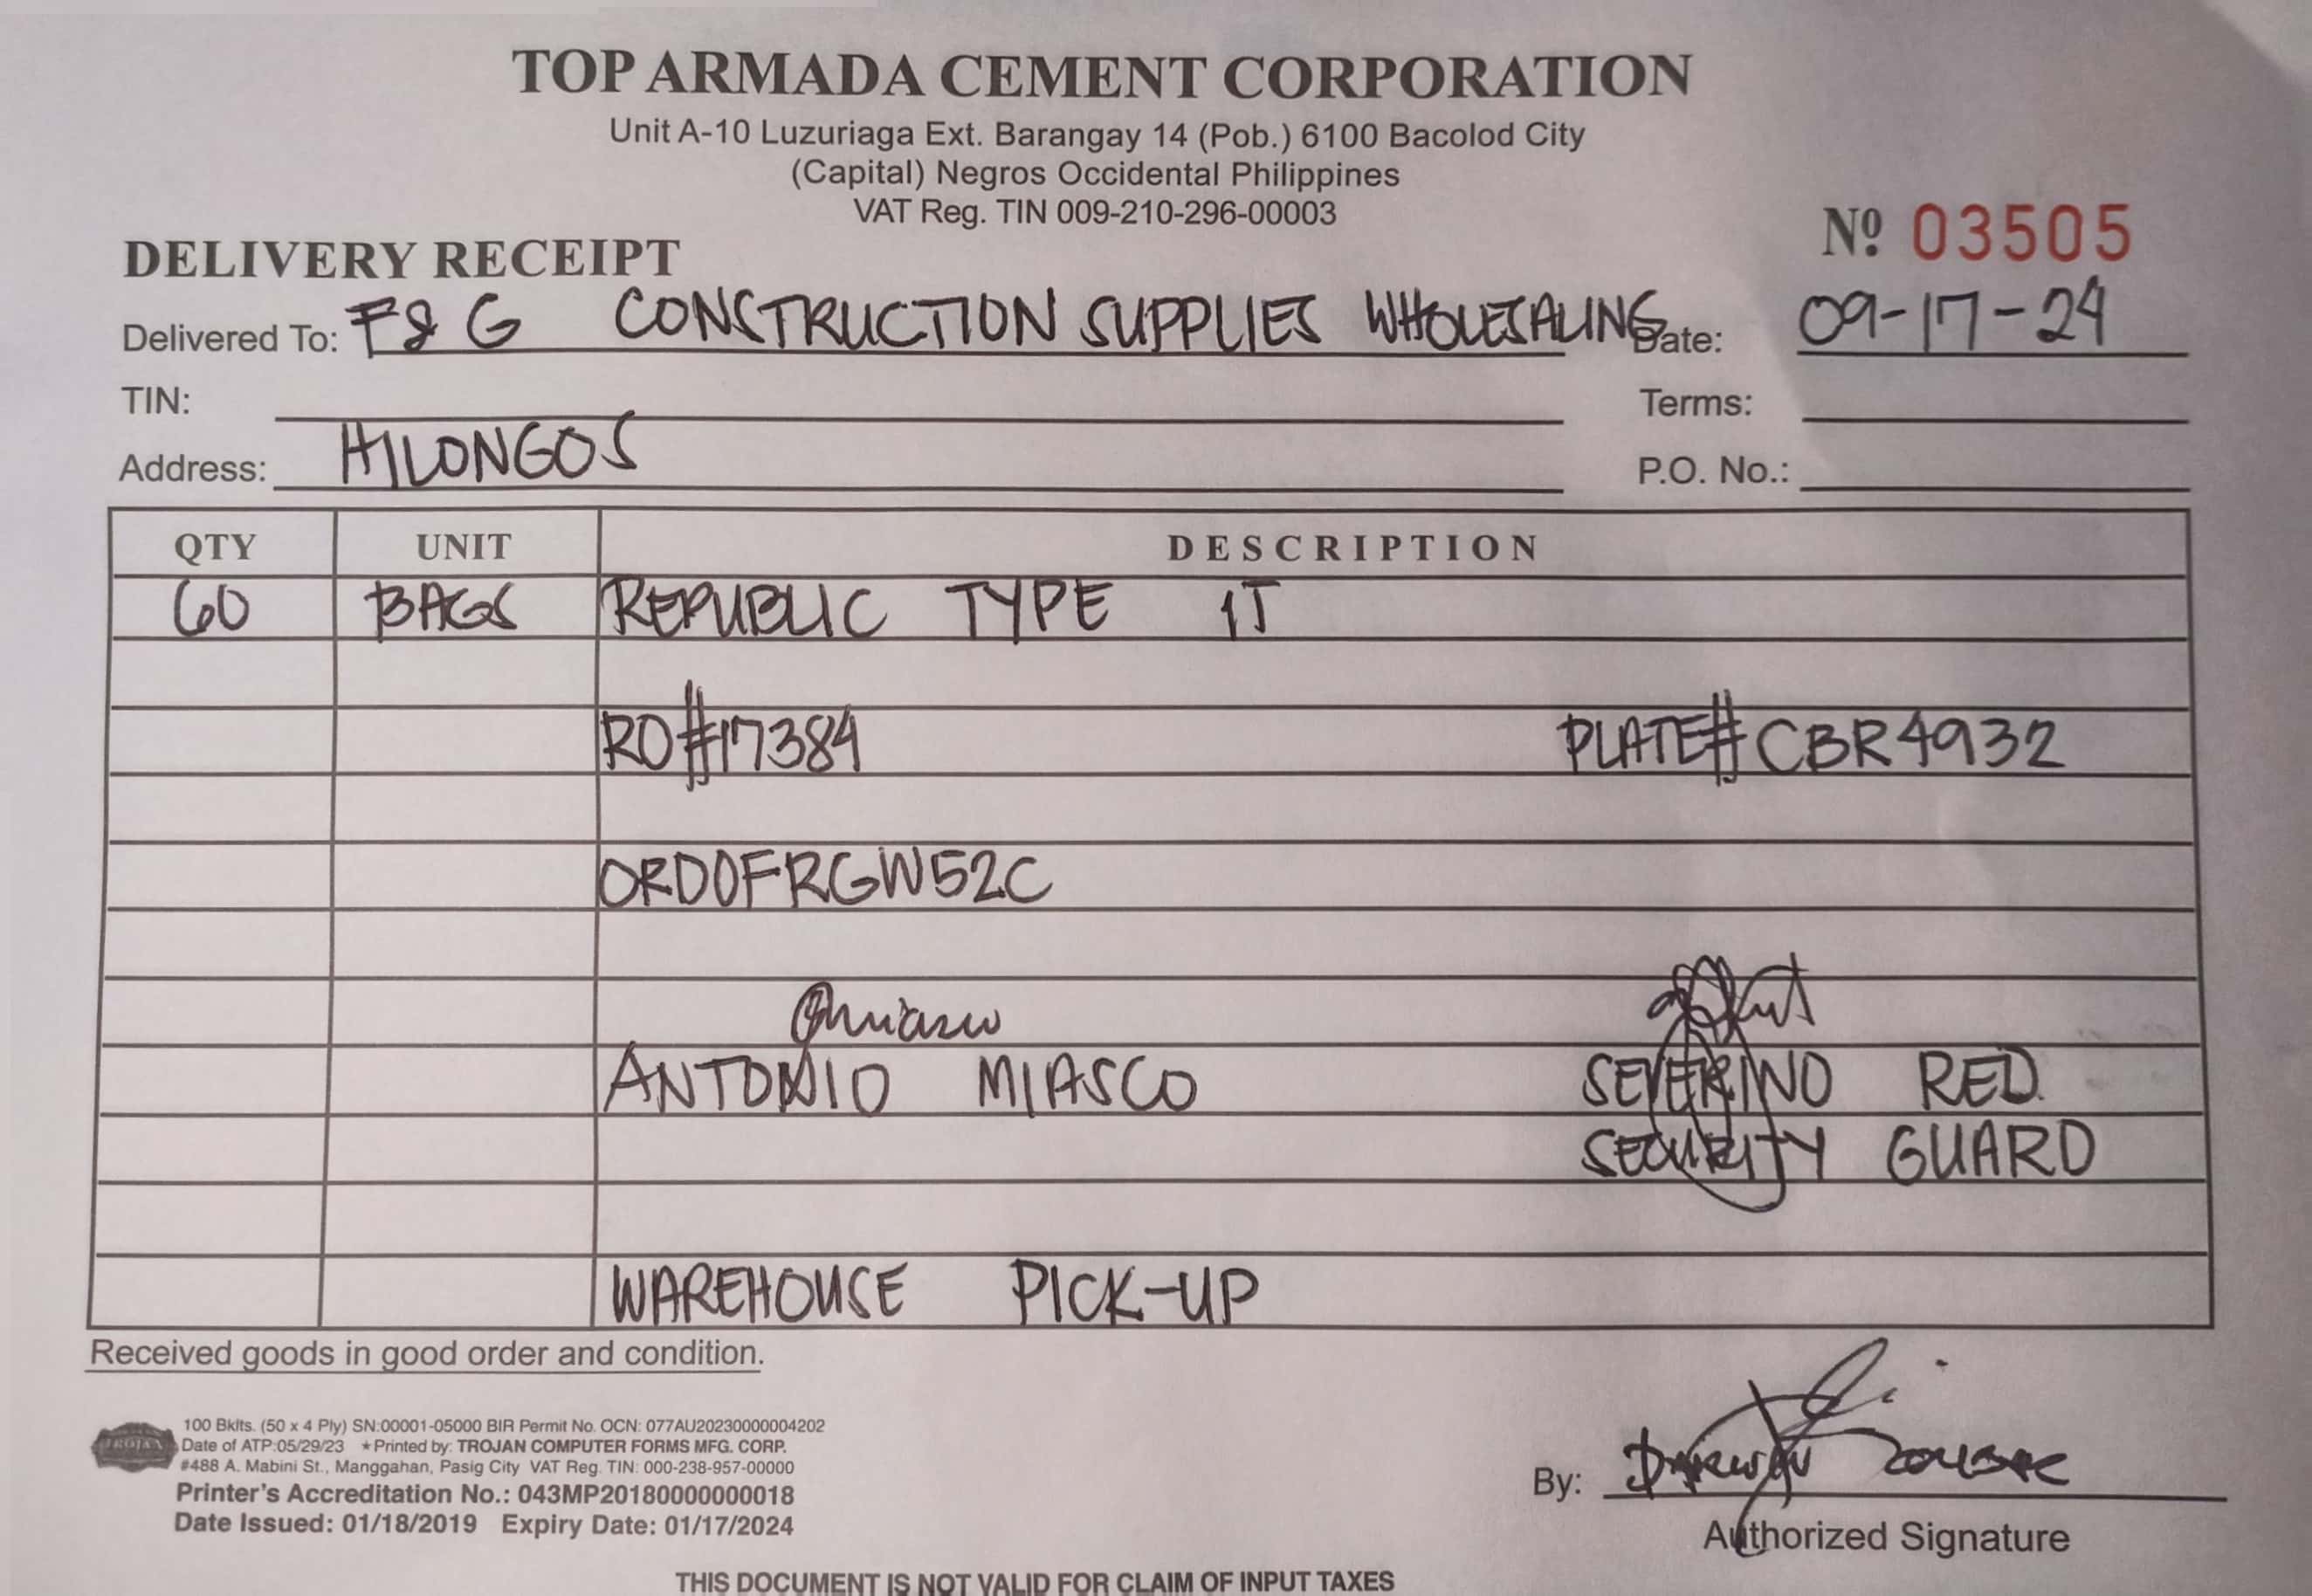 TOP ARMADA CEMENT CORPORATION
Unit A-10 Luzuriaga Ext. Barangay 14 (Pob.) 6100 Bacolod City
(Capital) Negros Occidental Philippines
VAT Reg. TIN 009-210-296-00003
Nº 03505
DELIVERY RECEIPT
Delivered To: F & G CONSTRUCTION SUPPLIES WHOLESALING Date: 09-17-24
TIN: Terms:
Address: HILONGOS P.O. No.:
QTY UNIT DESCRIPTION
60 BAGS REPUBLIC TYPE 1T
RO#17384 PLATE# CBR4932
ORD0FRGW52C
ANTONIO MIASCO SEVERINO RED
SECURITY GUARD
WAREHOUSE PICK-UP
Received goods in good order and condition.
100 Bklts. (50 x 4 Ply) SN:00001-05000 BIR Permit No. OCN: 077AU20230000004202
TROJAN Date of ATP:05/29/23 ★Printed by: TROJAN COMPUTER FORMS MFG. CORP.
#488 A. Mabini St., Manggahan, Pasig City VAT Reg. TIN: 000-238-957-00000
Printer's Accreditation No.: 043MP20180000000018
Date Issued: 01/18/2019 Expiry Date: 01/17/2024
By:
Authorized Signature
THIS DOCUMENT IS NOT VALID FOR CLAIM OF INPUT TAXES